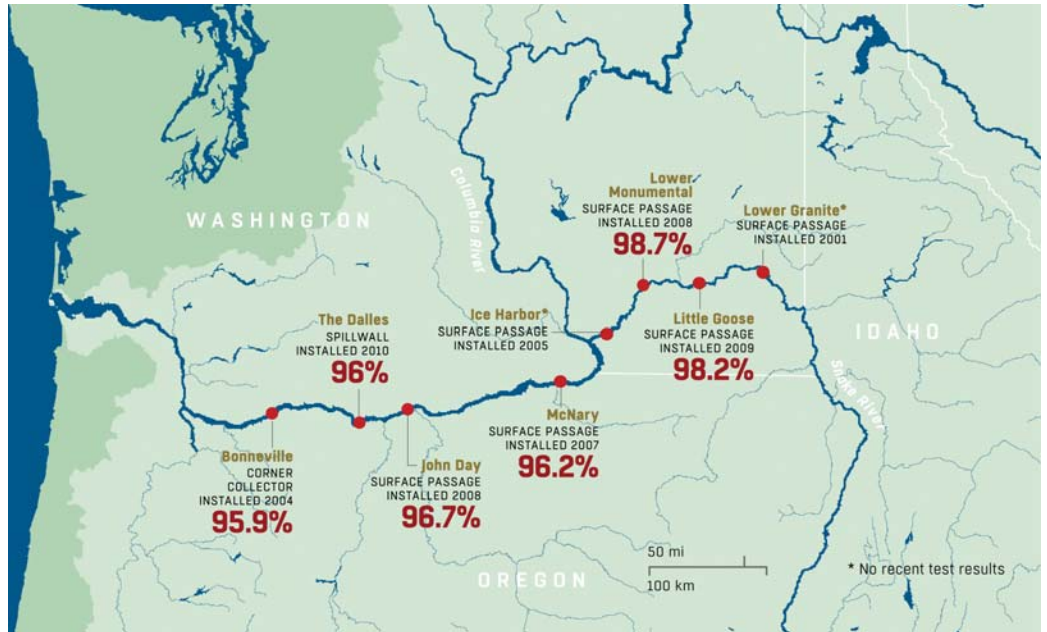 WASHINGTON
Columbia River
Lower
Monumental
SURFACE PASSAGE
INSTALLED 2008
98.7%
Lower Granite*
SURFACE PASSAGE
INSTALLED 2001
The Dalles
SPILLWALL
INSTALLED 2010
96%
Ice Harbor*
SURFACE PASSAGE
INSTALLED 2005
Little Goose
SURFACE PASSAGE
INSTALLED 2009
98.2%
IDAHO
Snake River
Bonneville
CORNER
COLLECTOR
INSTALLED 2004
95.9%
John Day
SURFACE PASSAGE
INSTALLED 2008
96.7%
McNary
SURFACE PASSAGE
INSTALLED 2007
96.2%
OREGON
50 mi
100 km
* No recent test results